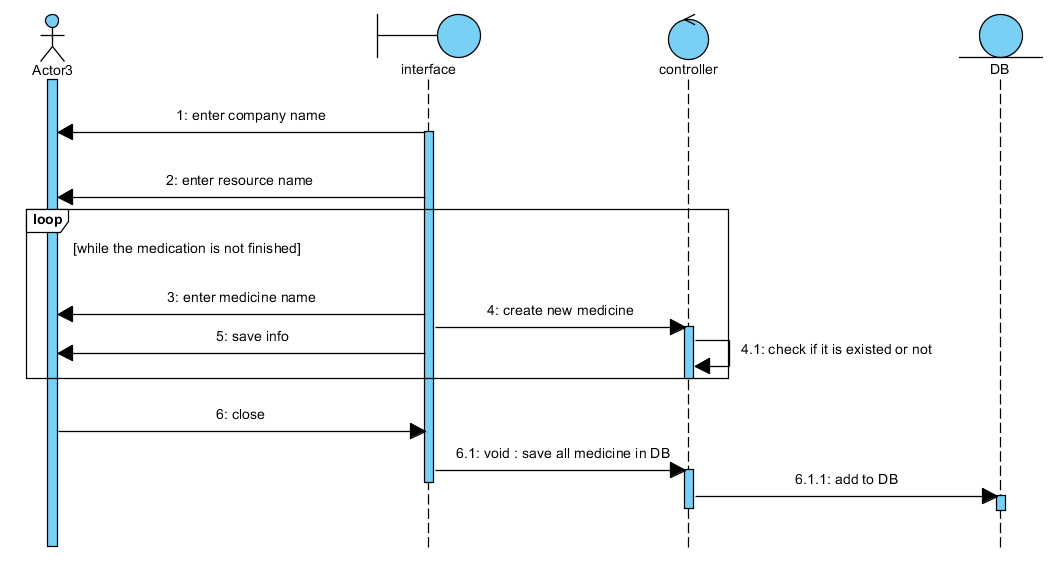 Actor3
interface
controller
DB
1: enter company name
2: enter resource name
loop
[while the medication is not finished]
3: enter medicine name
4: create new medicine
5: save info
4.1: check if it is existed or not
6: close
6.1: void : save all medicine in DB
6.1.1: add to DB